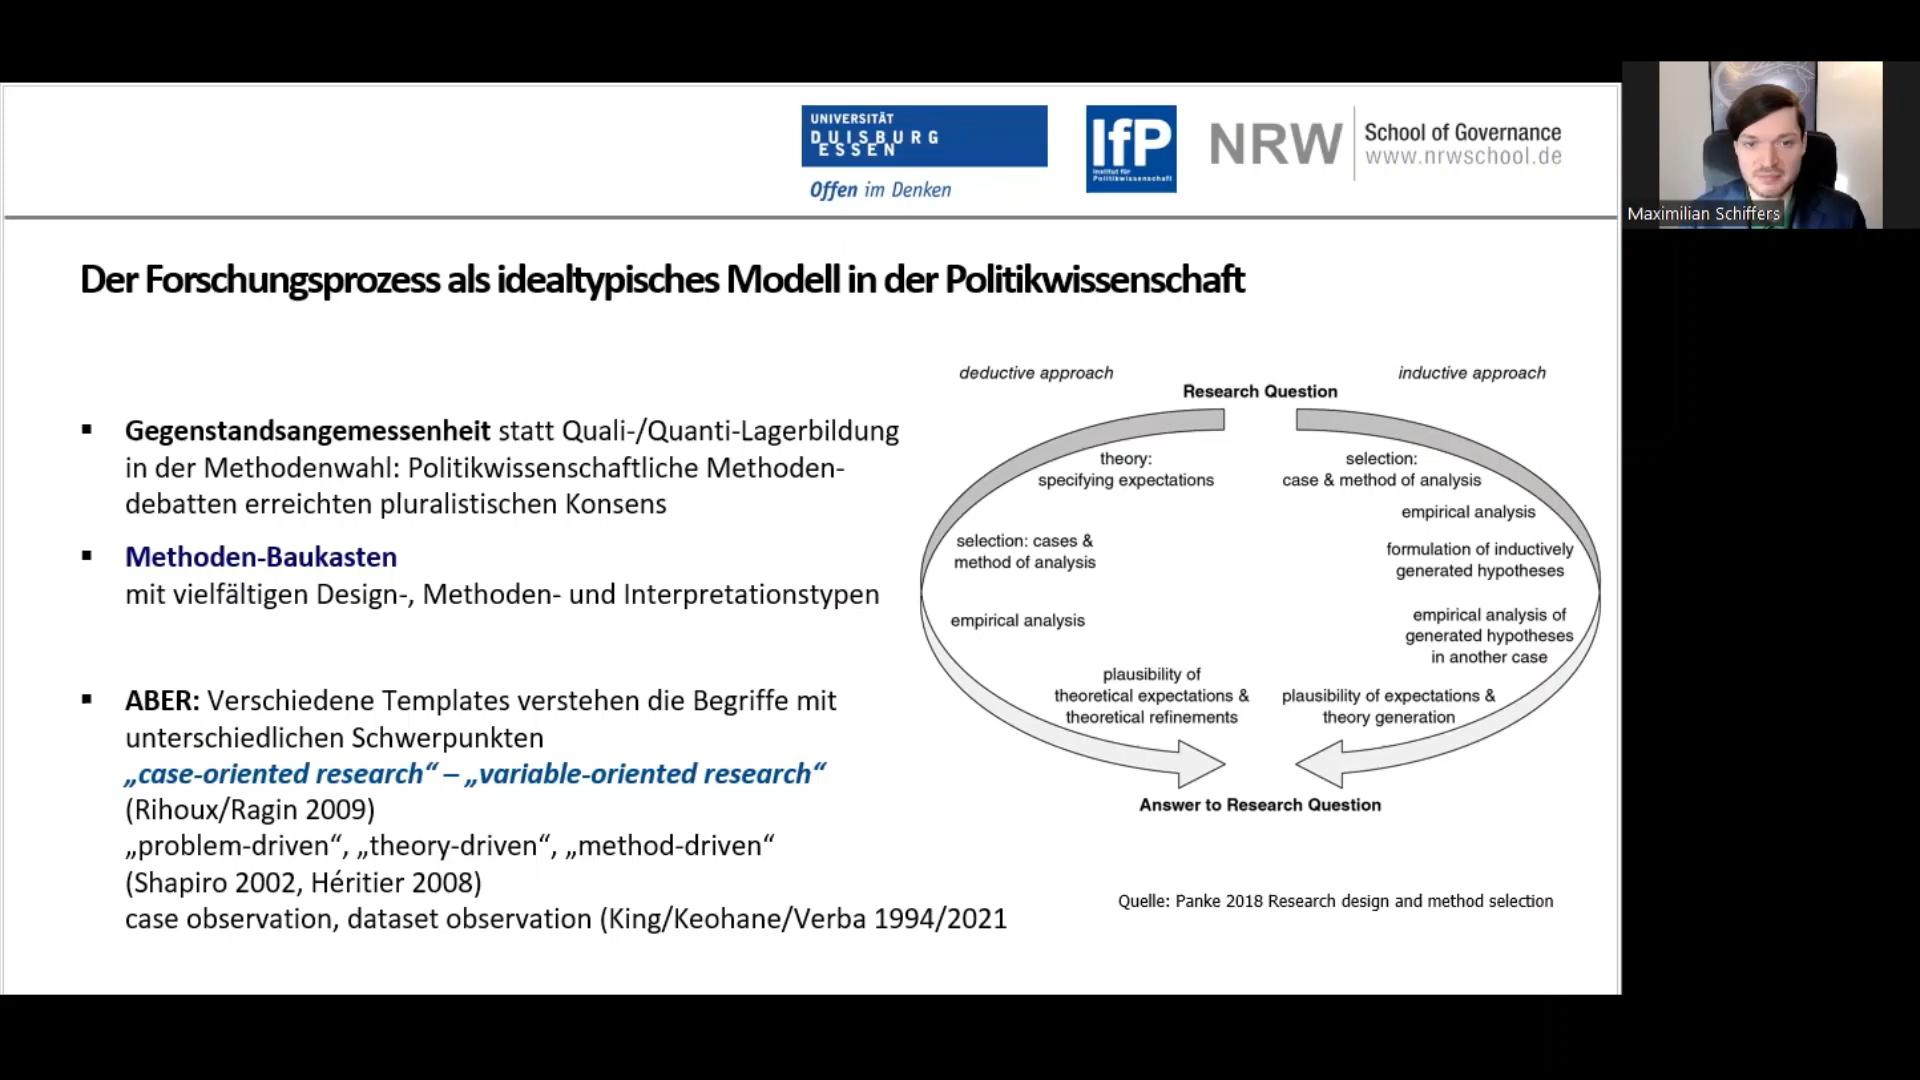 UNIVERSITÄT
DUISBURG
ESSEN
Offen im Denken
IfP
Institut für
Politikwissenschaft
NRW
School of Governance
www.nrwschool.de
Maximilian Schiffers
Der Forschungsprozess als idealtypisches Modell in der Politikwissenschaft
▪ Gegenstandsangemessenheit statt Quali-/Quanti-Lagerbildung
in der Methodenwahl: Politikwissenschaftliche Methoden-
debatten erreichten pluralistischen Konsens
▪ Methoden-Baukasten
mit vielfältigen Design-, Methoden- und Interpretationstypen
▪ ABER: Verschiedene Templates verstehen die Begriffe mit
unterschiedlichen Schwerpunkten
„case-oriented research“ – „variable-oriented research“
(Rihoux/Ragin 2009)
„problem-driven“, „theory-driven“, „method-driven“
(Shapiro 2002, Héritier 2008)
case observation, dataset observation (King/Keohane/Verba 1994/2021
deductive approach
inductive approach
Research Question
theory:
specifying expectations
selection: cases &
method of analysis
empirical analysis
plausibility of
theoretical expectations &
theoretical refinements
selection:
case & method of analysis
empirical analysis
formulation of inductively
generated hypotheses
empirical analysis of
generated hypotheses
in another case
plausibility of expectations &
theory generation
Answer to Research Question
Quelle: Panke 2018 Research design and method selection